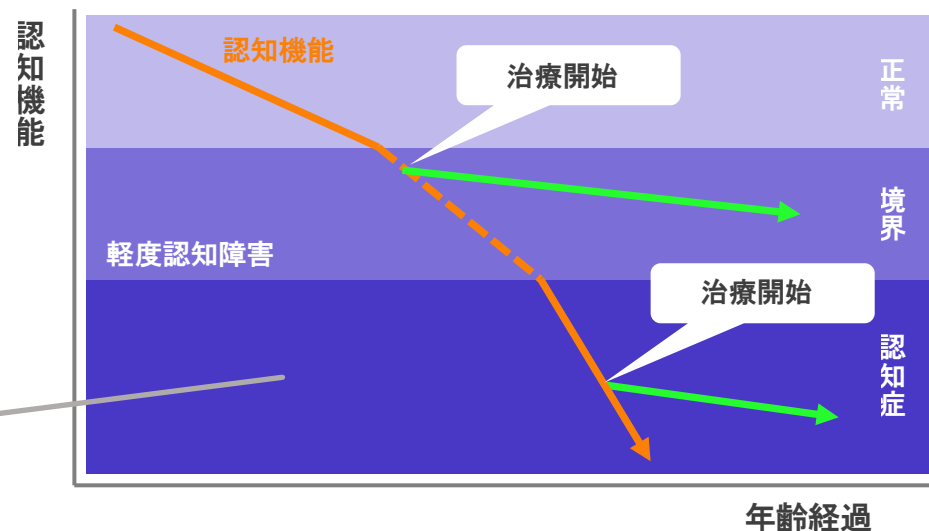 認知機能
認知機能
治療開始
正常
境界
軽度認知障害
治療開始
認知症
年齢経過